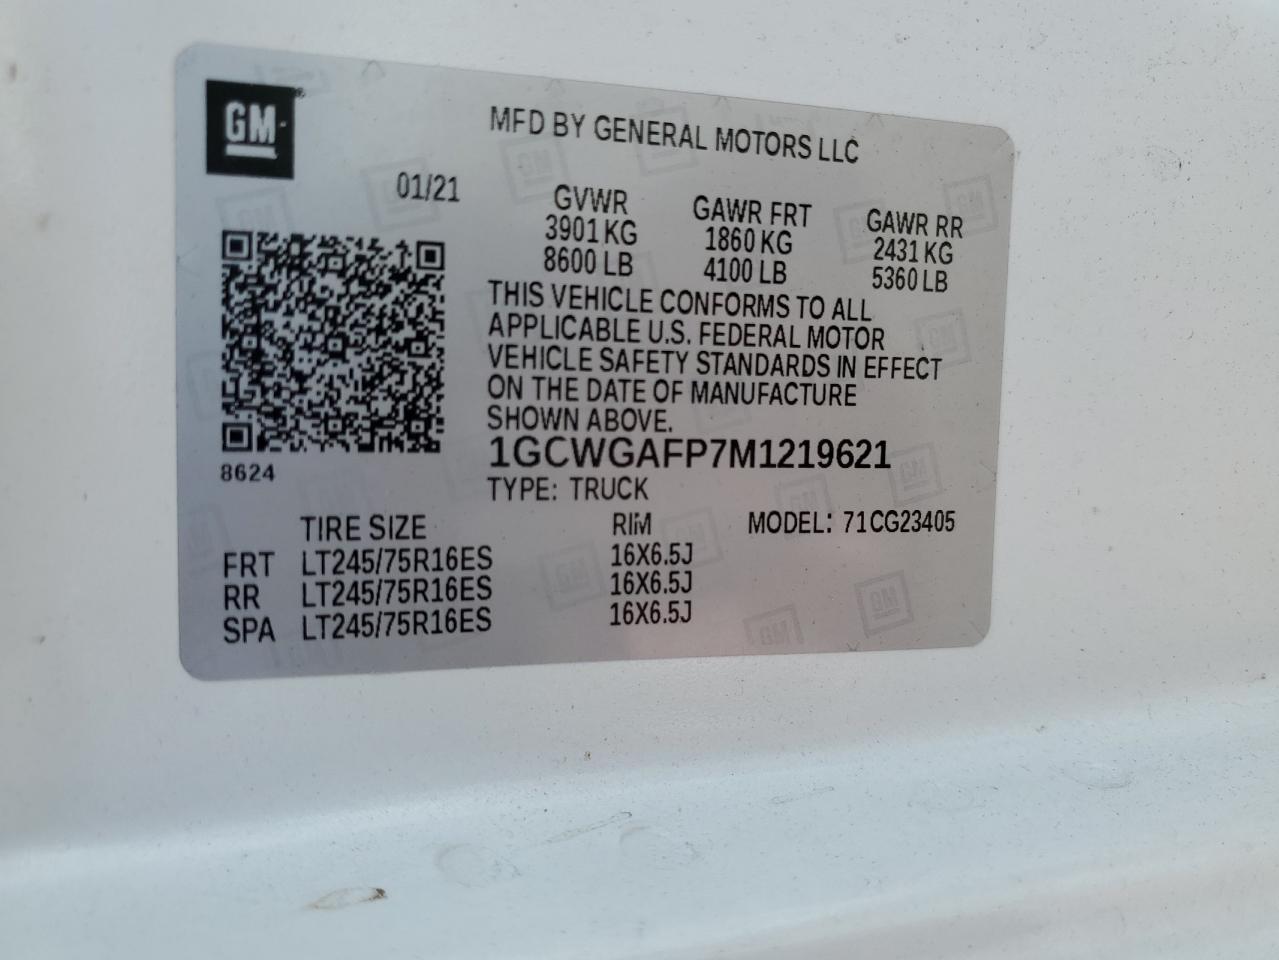 GM
MFD BY GENERAL MOTORS LLC
01/21
GVWR GAWR FRT GAWR RR
3901 KG 1860 KG 2431 KG
8600 LB 4100 LB 5360 LB
THIS VEHICLE CONFORMS TO ALL
APPLICABLE U.S. FEDERAL MOTOR
VEHICLE SAFETY STANDARDS IN EFFECT
ON THE DATE OF MANUFACTURE
SHOWN ABOVE.
8624
1GCWGAFP7M1219621
TYPE: TRUCK
TIRE SIZE RIM MODEL: 71CG23405
FRT LT245/75R16ES 16X6.5J
RR LT245/75R16ES 16X6.5J
SPA LT245/75R16ES 16X6.5J